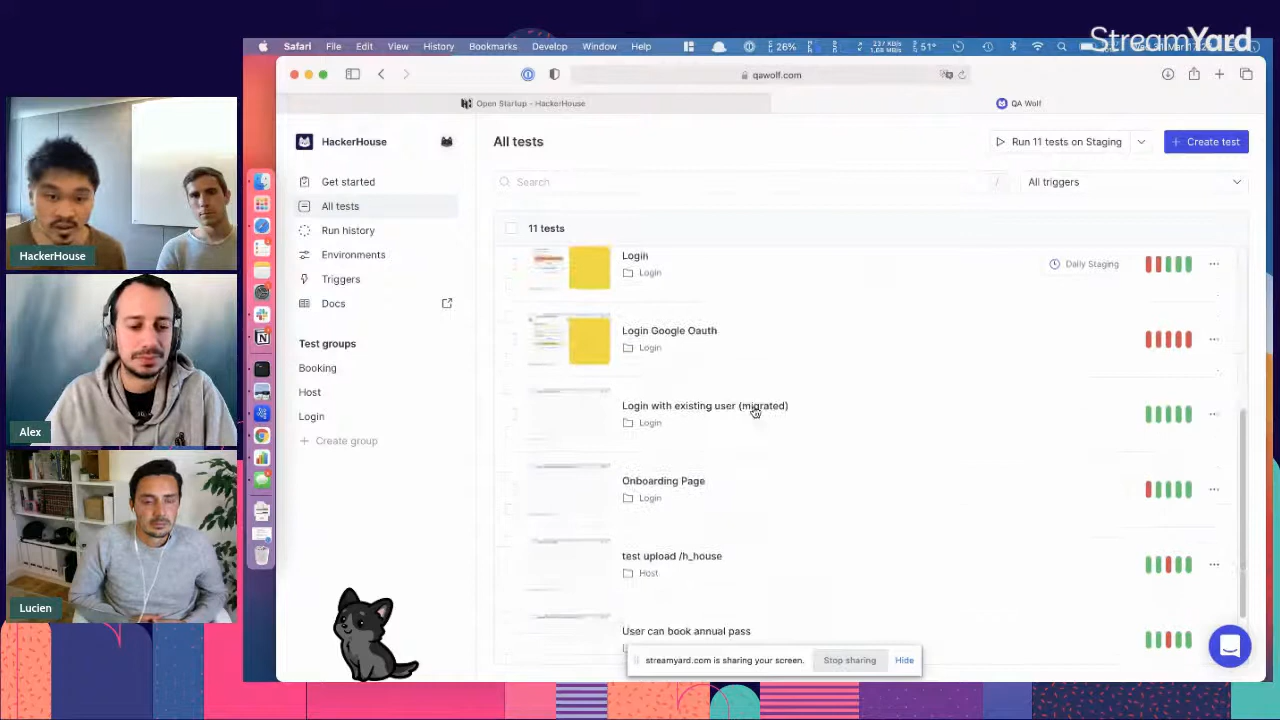 StreamYard
Safari File Edit View History Bookmarks Develop Window Help
26%
237 KB/s
51°
qawolf.com
Open Startup - HackerHouse
QA Wolf
HackerHouse
Get started
All tests
Run history
Environments
Triggers
Docs
Test groups
Booking
Host
Login
+ Create group
All tests
Run 11 tests on Staging
+ Create test
Search
/
All triggers
11 tests
Login
Login
Daily Staging
Login Google Oauth
Login
Login with existing user (migrated)
Login
Onboarding Page
Login
test upload /h_house
Host
User can book annual pass
streamyard.com is sharing your screen.
Stop sharing
Hide
HackerHouse
Alex
Lucien